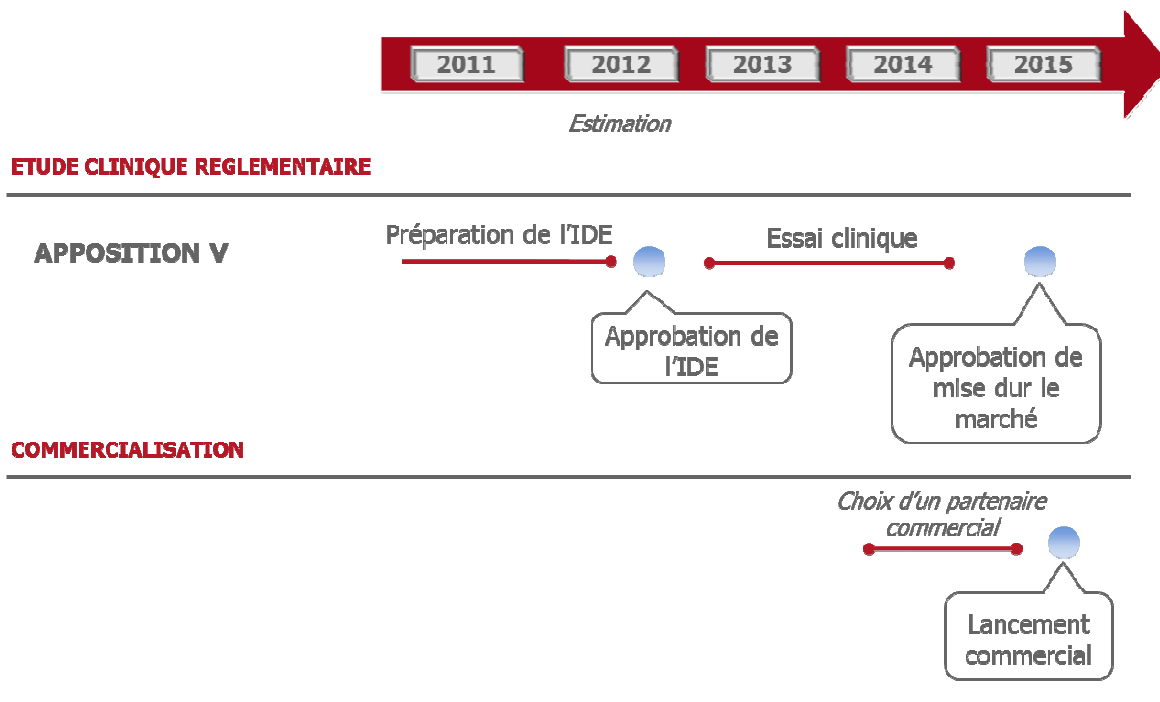 2011 2012 2013 2014 2015
Estimation
ETUDE CLINIQUE REGLEMENTAIRE
APPOSITION V
Préparation de l'IDE
Essai clinique
Approbation de
l'IDE
Approbation de
mise dur le
marché
COMMERCIALISATION
Choix d'un partenaire
commercial
Lancement
commercial